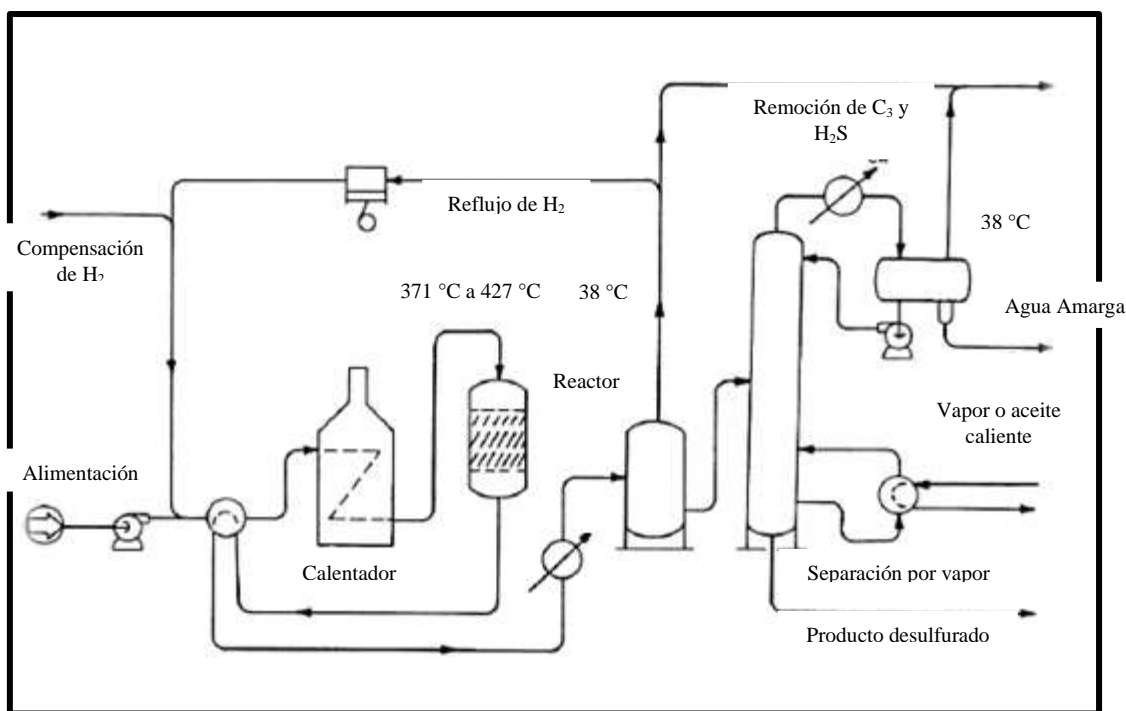 Remoción de C₃ y
H₂S
Reflujo de H₂
38 °C
Compensación
de H₂
371 °C a 427 °C
38 °C
Agua Amarga
Reactor
Vapor o aceite
caliente
Alimentación
Calentador
Separación por vapor
Producto desulfurado